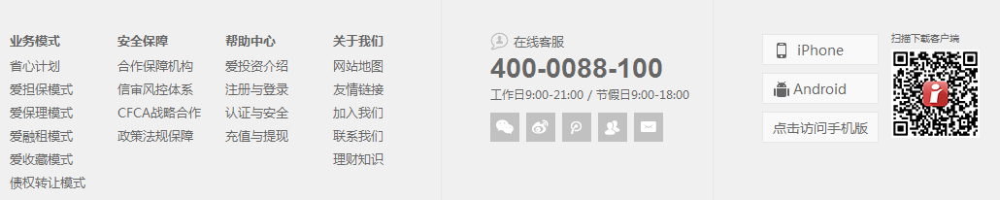 业务模式
省心计划
爱担保模式
爱保理模式
爱融租模式
爱收藏模式
债权转让模式
安全保障
合作保障机构
信审风控体系
CFCA战略合作
政策法规保障
帮助中心
爱投资介绍
注册与登录
认证与安全
充值与提现
关于我们
网站地图
友情链接
加入我们
联系我们
理财知识
在线客服
400-0088-100
工作日9:00-21:00 / 节假日9:00-18:00
iPhone
Android
点击访问手机版
扫描下载客户端